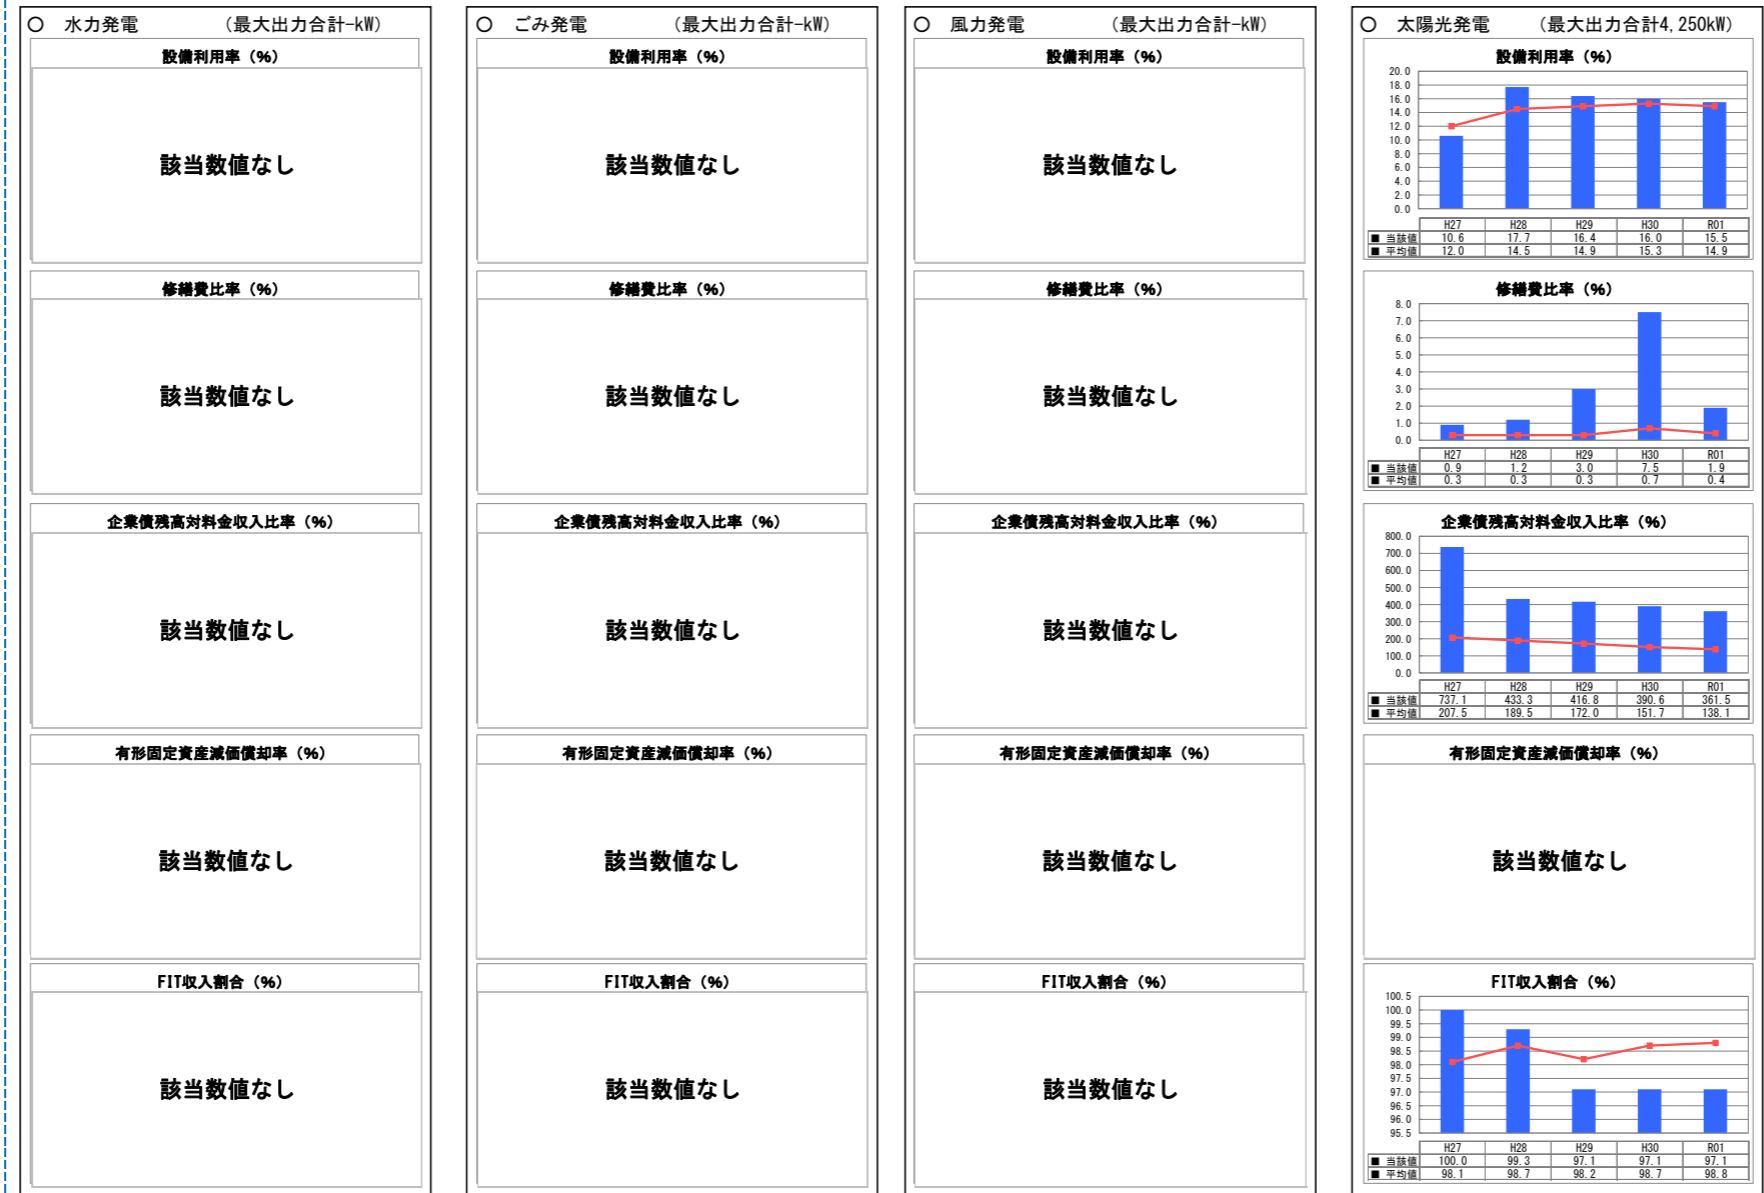 ○ 水力発電 （最大出力合計-kW）
設備利用率（%）
該当数値なし
修繕費比率（%）
該当数値なし
企業債残高対料金収入比率（%）
該当数値なし
有形固定資産減価償却率（%）
該当数値なし
FIT収入割合（%）
該当数値なし
○ ごみ発電 （最大出力合計-kW）
設備利用率（%）
該当数値なし
修繕費比率（%）
該当数値なし
企業債残高対料金収入比率（%）
該当数値なし
有形固定資産減価償却率（%）
該当数値なし
FIT収入割合（%）
該当数値なし
○ 風力発電 （最大出力合計-kW）
設備利用率（%）
該当数値なし
修繕費比率（%）
該当数値なし
企業債残高対料金収入比率（%）
該当数値なし
有形固定資産減価償却率（%）
該当数値なし
FIT収入割合（%）
該当数値なし
○ 太陽光発電 （最大出力合計4,250kW）
設備利用率（%）
20.0
18.0
16.0
14.0
12.0
10.0
8.0
6.0
4.0
2.0
0.0
H27 H28 H29 H30 R01
■ 当該値 10.6 17.7 16.4 16.0 15.5
■ 平均値 12.0 14.5 14.9 15.3 14.9
修繕費比率（%）
8.0
7.0
6.0
5.0
4.0
3.0
2.0
1.0
0.0
H27 H28 H29 H30 R01
■ 当該値 0.9 1.2 3.0 7.5 1.9
■ 平均値 0.3 0.3 0.3 0.7 0.4
企業債残高対料金収入比率（%）
800.0
700.0
600.0
500.0
400.0
300.0
200.0
100.0
0.0
H27 H28 H29 H30 R01
■ 当該値 737.1 433.3 416.8 390.6 361.5
■ 平均値 207.5 189.5 172.0 151.7 138.1
有形固定資産減価償却率（%）
該当数値なし
FIT収入割合（%）
100.5
100.0
99.5
99.0
98.5
98.0
97.5
97.0
96.5
96.0
95.5
H27 H28 H29 H30 R01
■ 当該値 100.0 99.3 97.1 97.1 97.1
■ 平均値 98.1 98.7 98.2 98.7 98.8